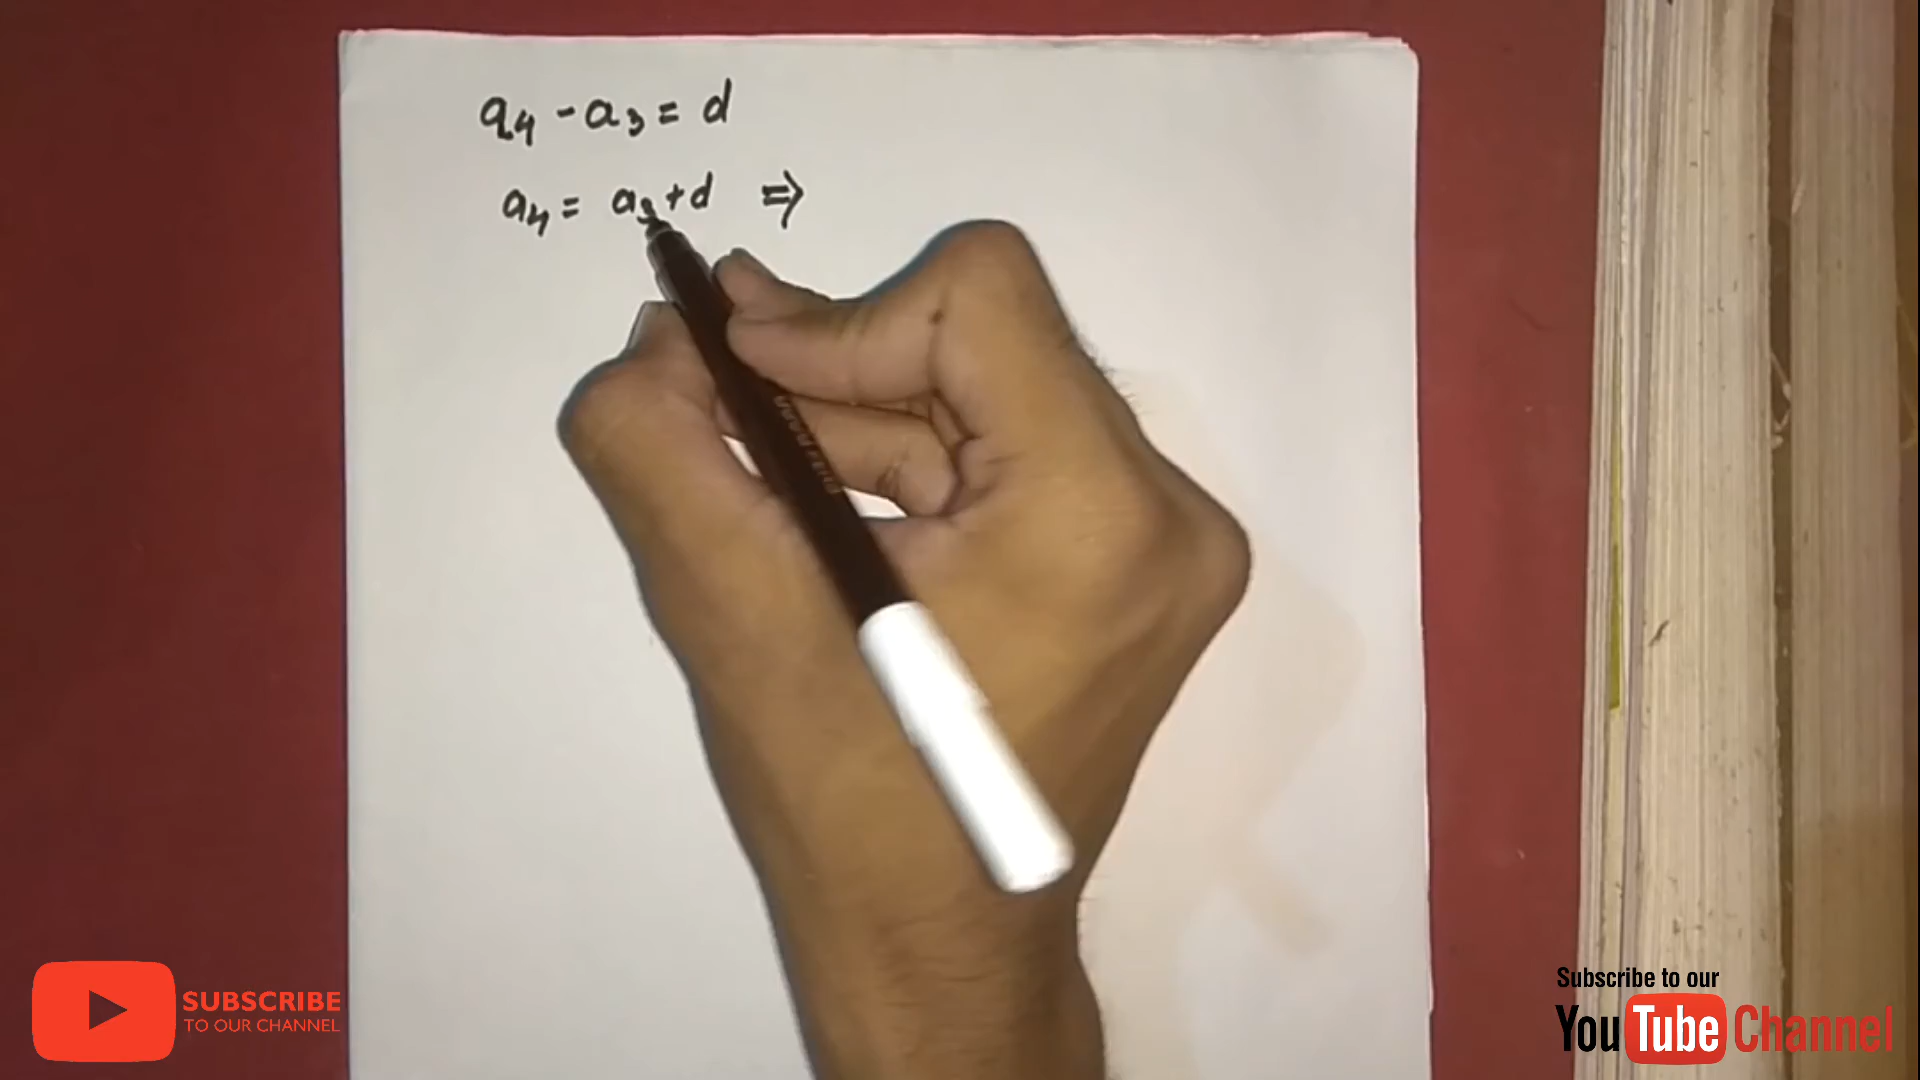 a₄ - a₃ = d
a₄ = a₃ + d ⇒
SUBSCRIBE
TO OUR CHANNEL
Subscribe to our
YouTube Channel